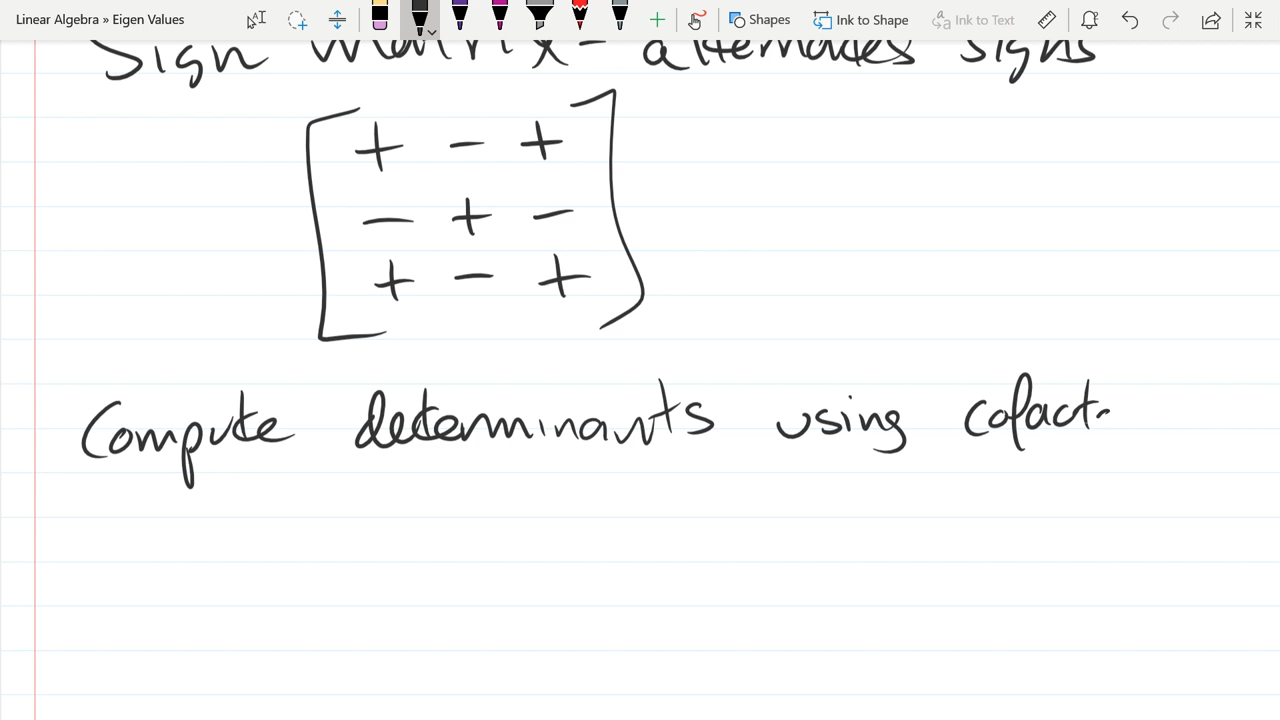 Linear Algebra » Eigen Values
Shapes
Ink to Shape
Ink to Text
Sign Matrix - alternates signs
+ - +
- + -
+ - +
Compute determinants using cofact